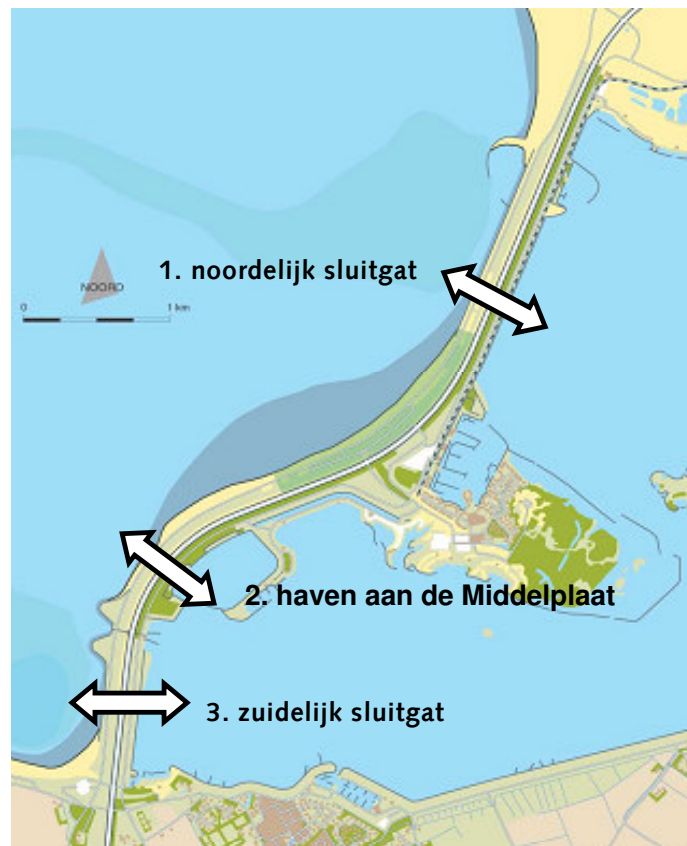 1. noordelijk sluitgat
NOORD
0 1 km
2. haven aan de Middelplaat
3. zuidelijk sluitgat